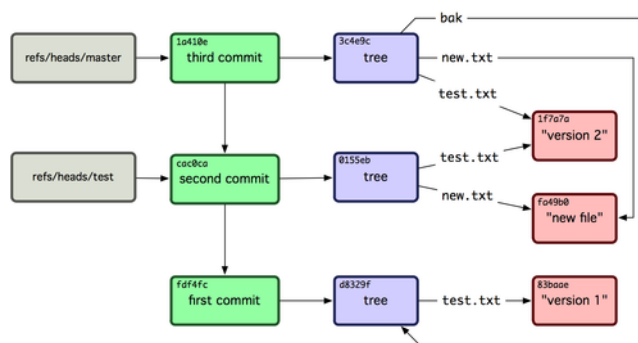 bak
1a410e
3c4e9c
refs/heads/master
third commit
tree
new.txt
test.txt
1f7a7a
"version 2"
cac0ca
0155eb
test.txt
refs/heads/test
second commit
tree
new.txt
fa49b0
"new file"
fdf4fc
d8329f
83baae
first commit
tree
test.txt
"version 1"